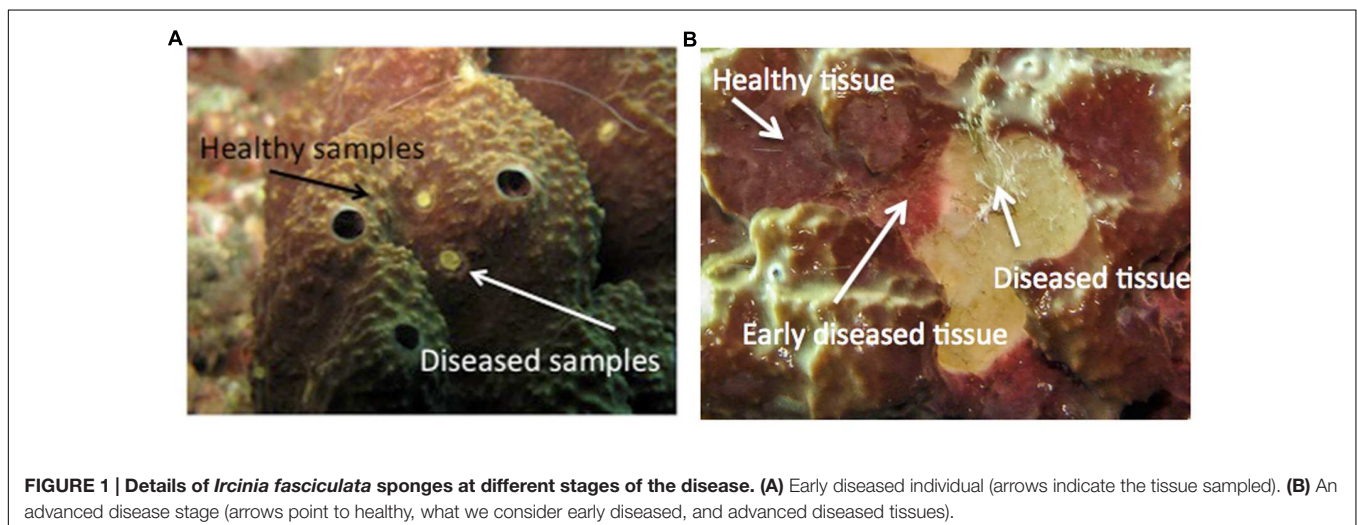 A
B
Healthy samples
Diseased samples
Healthy tissue
Diseased tissue
Early diseased tissue
FIGURE 1 | Details of Ircinia fasciculata sponges at different stages of the disease. (A) Early diseased individual (arrows indicate the tissue sampled). (B) An
advanced disease stage (arrows point to healthy, what we consider early diseased, and advanced diseased tissues).